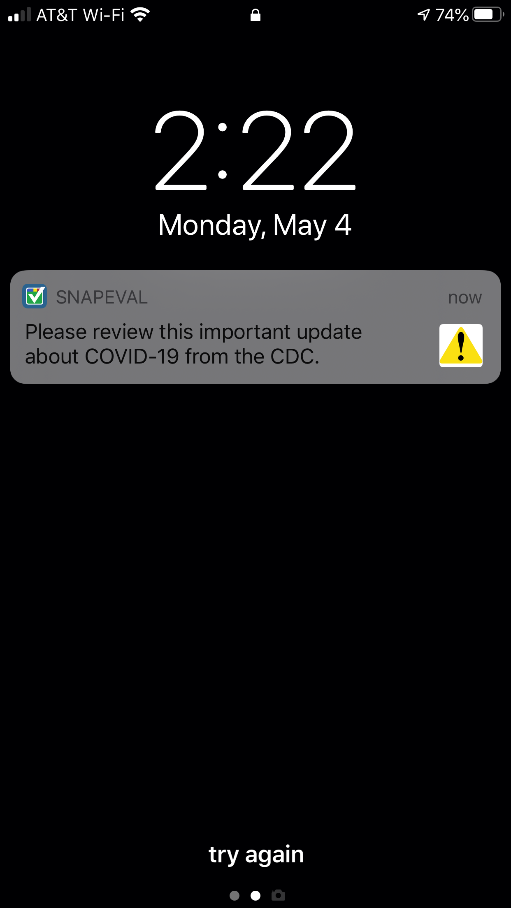 AT&T Wi-Fi 74%
2:22
Monday, May 4
SNAPEVAL now
Please review this important update
about COVID-19 from the CDC.
!
try again